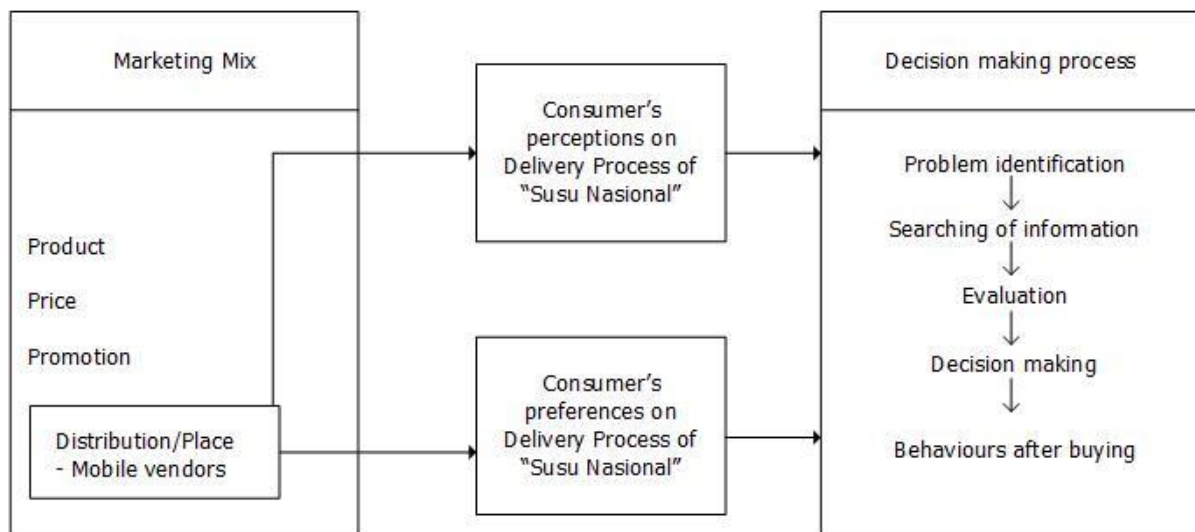 Marketing Mix
Product
Price
Promotion
Distribution/Place
- Mobile vendors
Consumer's
perceptions on
Delivery Process of
“Susu Nasional”
Consumer's
preferences on
Delivery Process of
“Susu Nasional”
Decision making process
Problem identification
Searching of information
Evaluation
Decision making
Behaviours after buying